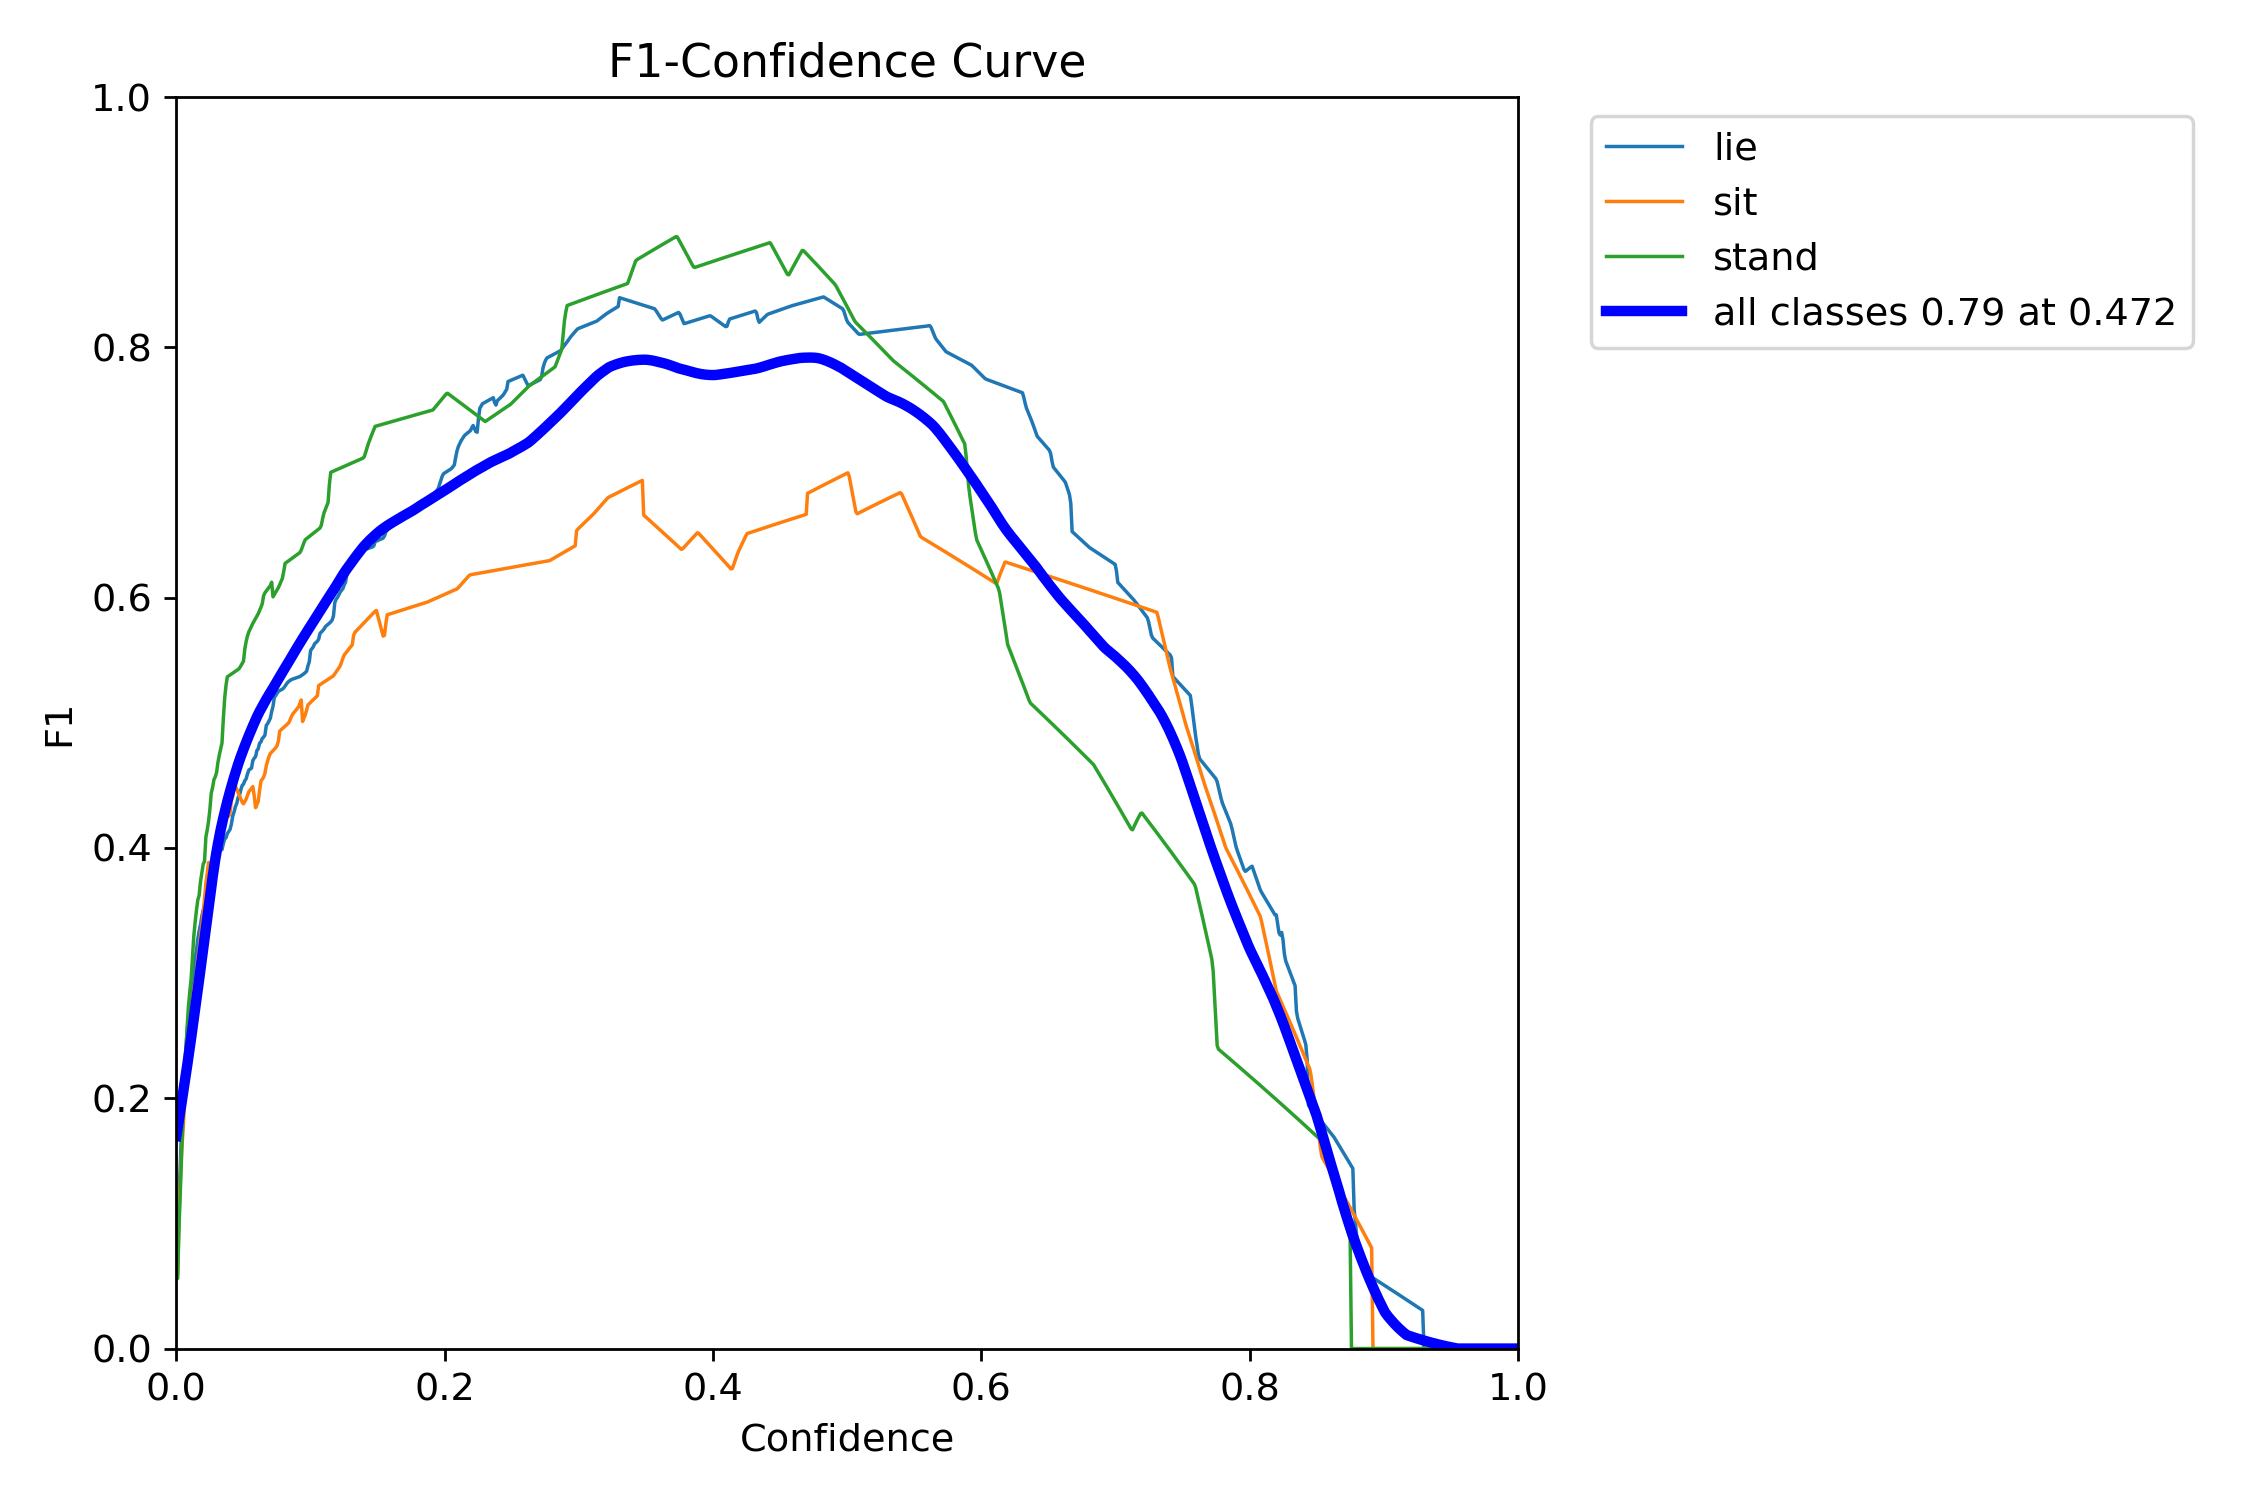 F1-Confidence Curve
1.0
0.8
0.6
0.4
0.2
0.0
F1
0.0 0.2 0.4 0.6 0.8 1.0
Confidence
lie
sit
stand
all classes 0.79 at 0.472